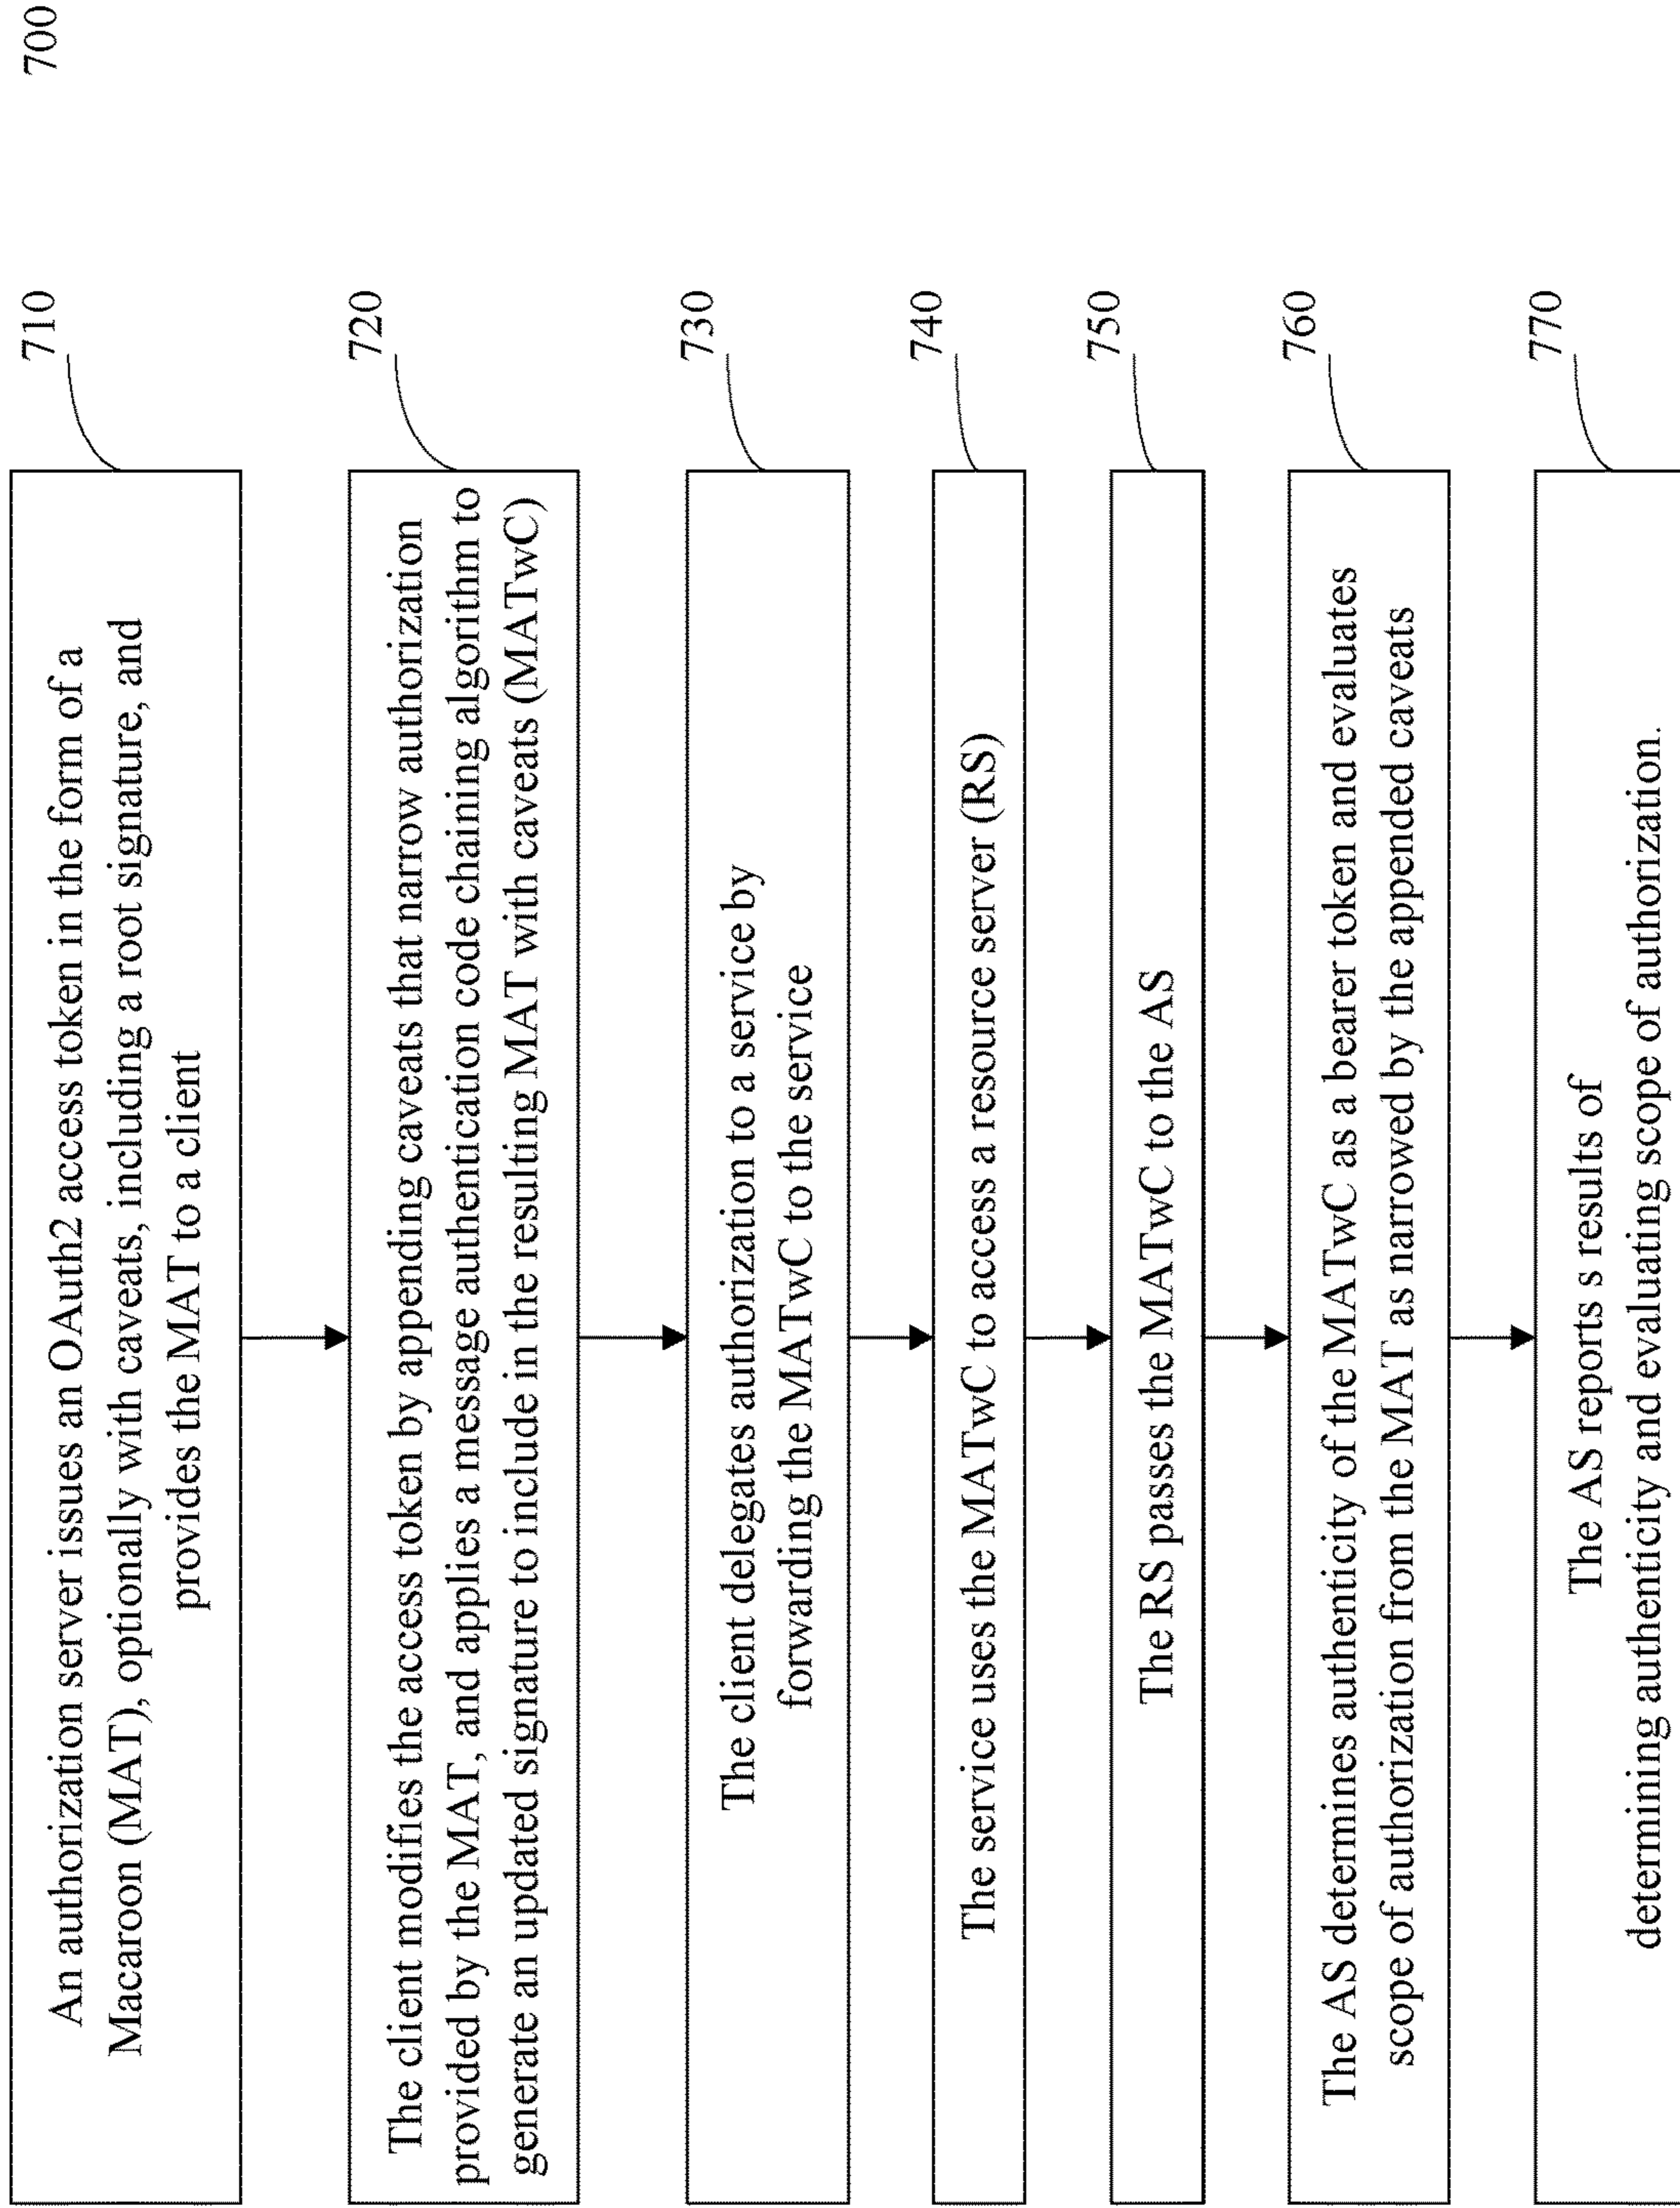 700
710
An authorization server issues an OAuth2 access token in the form of a
Macaroon (MAT), optionally with caveats, including a root signature, and
provides the MAT to a client
720
The client modifies the access token by appending caveats that narrow authorization
provided by the MAT, and applies a message authentication code chaining algorithm to
generate an updated signature to include in the resulting MAT with caveats (MATwC)
730
The client delegates authorization to a service by
forwarding the MATwC to the service
740
The service uses the MATwC to access a resource server (RS)
750
The RS passes the MATwC to the AS
760
The AS determines authenticity of the MATwC as a bearer token and evaluates
scope of authorization from the MAT as narrowed by the appended caveats
770
The AS reports s results of
determining authenticity and evaluating scope of authorization.